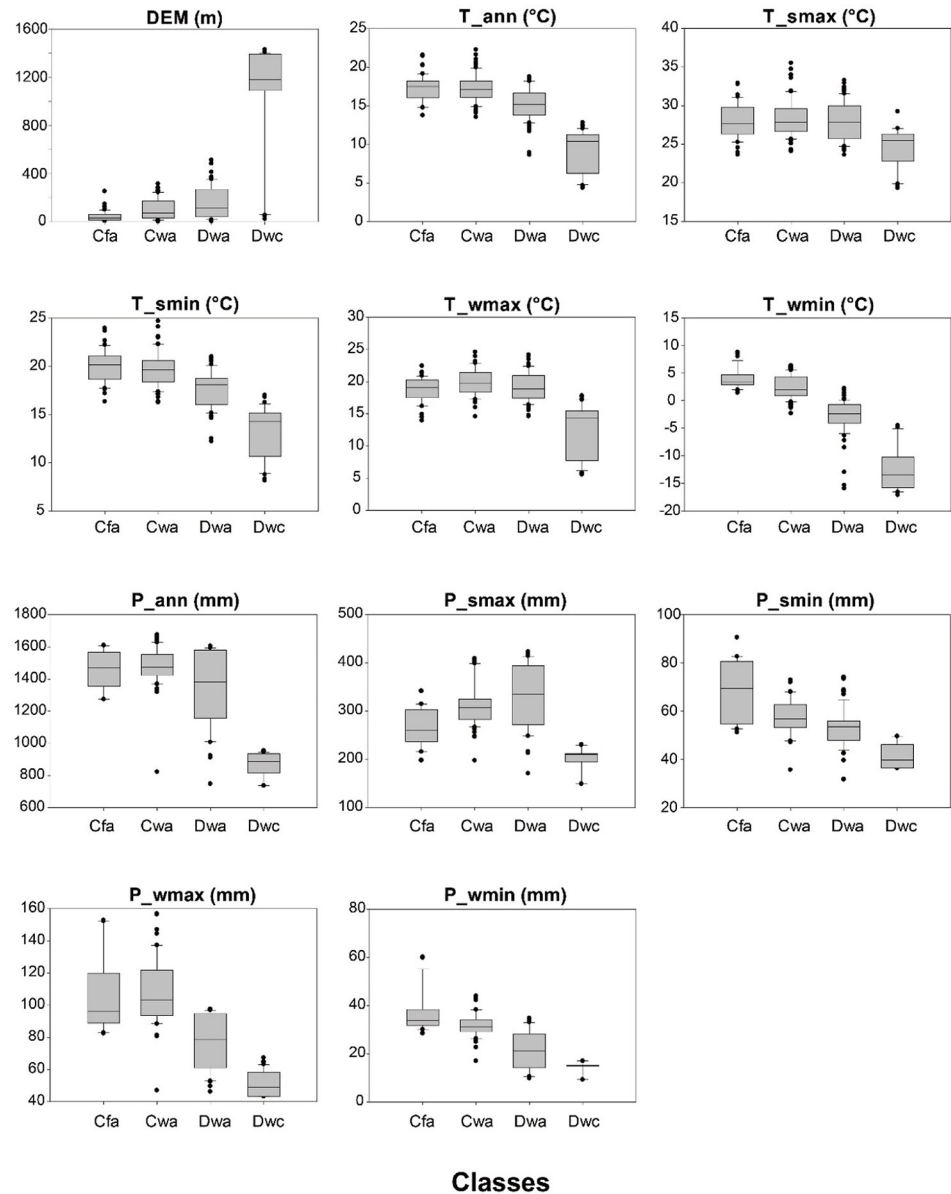 DEM (m)
1600
1200
800
400
0
Cfa Cwa Dwa Dwc
T_ann (°C)
25
20
15
10
5
0
Cfa Cwa Dwa Dwc
T_smax (°C)
40
35
30
25
20
15
Cfa Cwa Dwa Dwc
T_smin (°C)
25
20
15
10
5
Cfa Cwa Dwa Dwc
T_wmax (°C)
30
25
20
15
10
5
0
Cfa Cwa Dwa Dwc
T_wmin (°C)
15
10
5
0
-5
-10
-15
-20
Cfa Cwa Dwa Dwc
P_ann (mm)
1800
1600
1400
1200
1000
800
600
Cfa Cwa Dwa Dwc
P_smax (mm)
500
400
300
200
100
Cfa Cwa Dwa Dwc
P_smin (mm)
100
80
60
40
20
Cfa Cwa Dwa Dwc
P_wmax (mm)
160
140
120
100
80
60
40
Cfa Cwa Dwa Dwc
P_wmin (mm)
80
60
40
20
0
Cfa Cwa Dwa Dwc
Classes